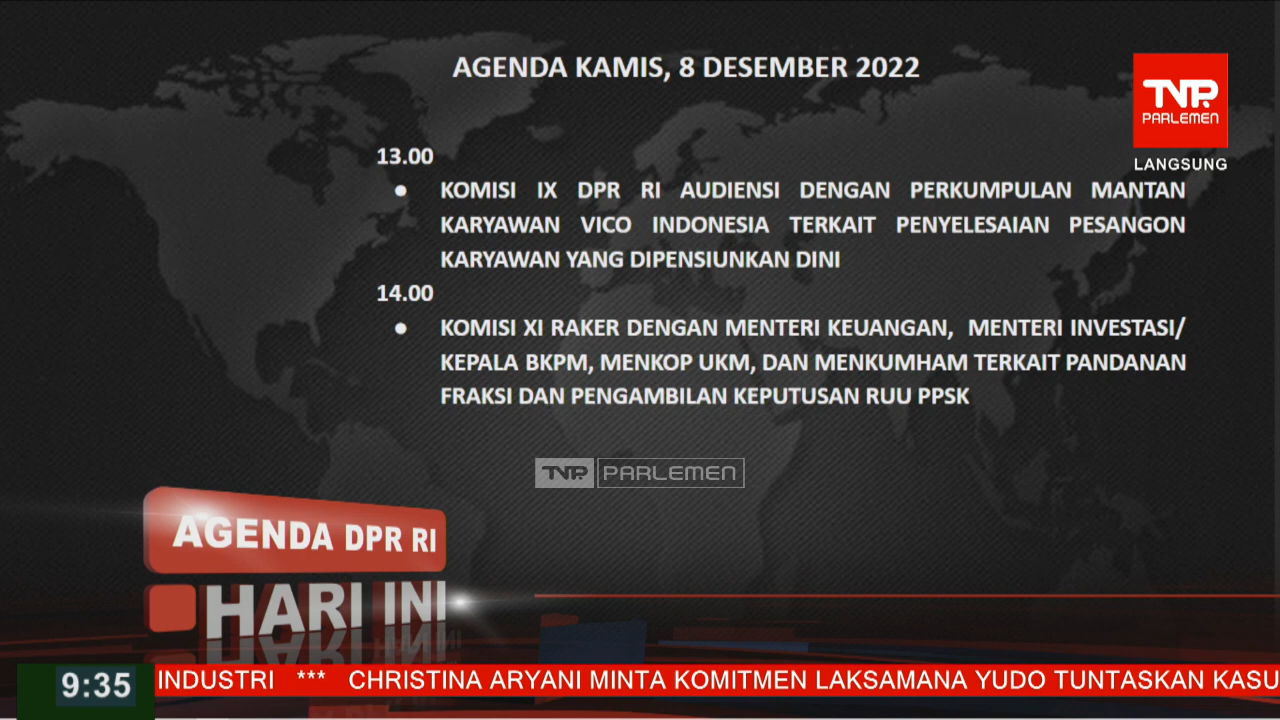 AGENDA KAMIS, 8 DESEMBER 2022
TVP.
PARLEMEN
LANGSUNG
13.00
● KOMISI IX DPR RI AUDIENSI DENGAN PERKUMPULAN MANTAN
KARYAWAN VICO INDONESIA TERKAIT PENYELESAIAN PESANGON
KARYAWAN YANG DIPENSIUNKAN DINI
14.00
● KOMISI XI RAKER DENGAN MENTERI KEUANGAN, MENTERI INVESTASI/
KEPALA BKPM, MENKOP UKM, DAN MENKUMHAM TERKAIT PANDANAN
FRAKSI DAN PENGAMBILAN KEPUTUSAN RUU PPSK
TVP. PARLEMEN
AGENDA DPR RI
HARI INI
9:35 INDUSTRI *** CHRISTINA ARYANI MINTA KOMITMEN LAKSAMANA YUDO TUNTASKAN KASU